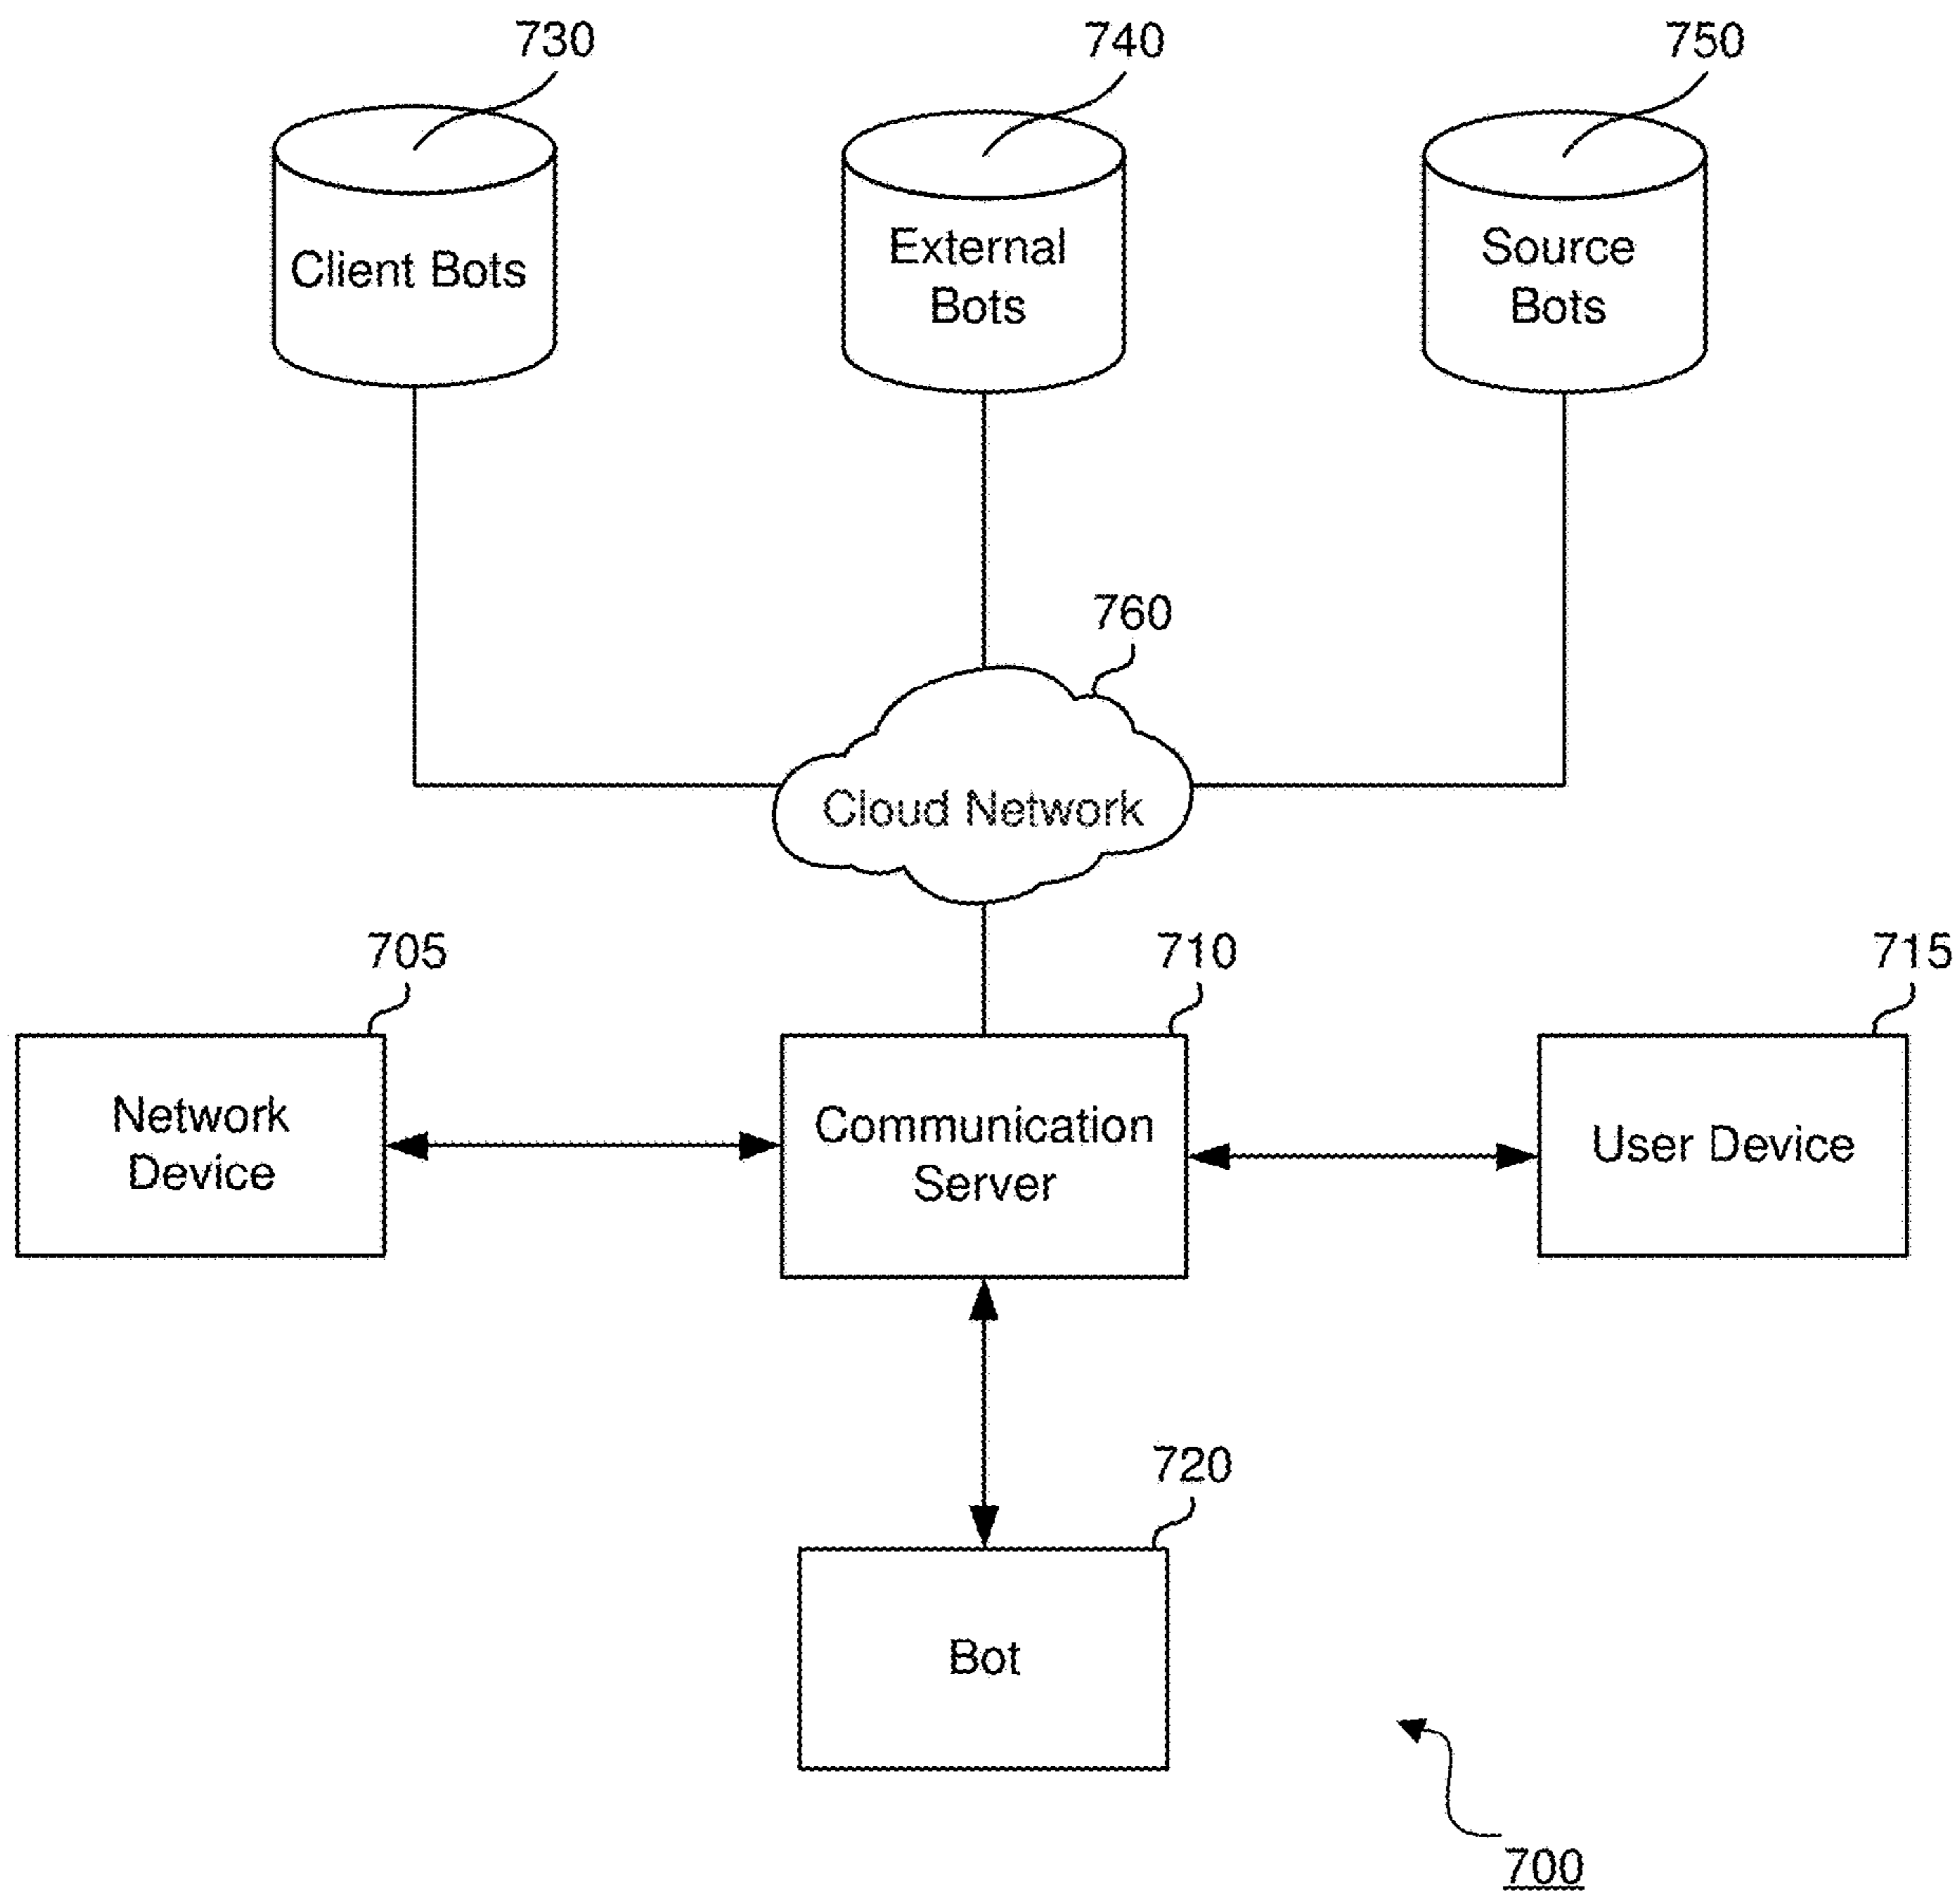 730
740
750
Client Bots
External
Bots
Source
Bots
760
Cloud Network
705
710
715
Network
Device
Communication
Server
User Device
720
Bot
700